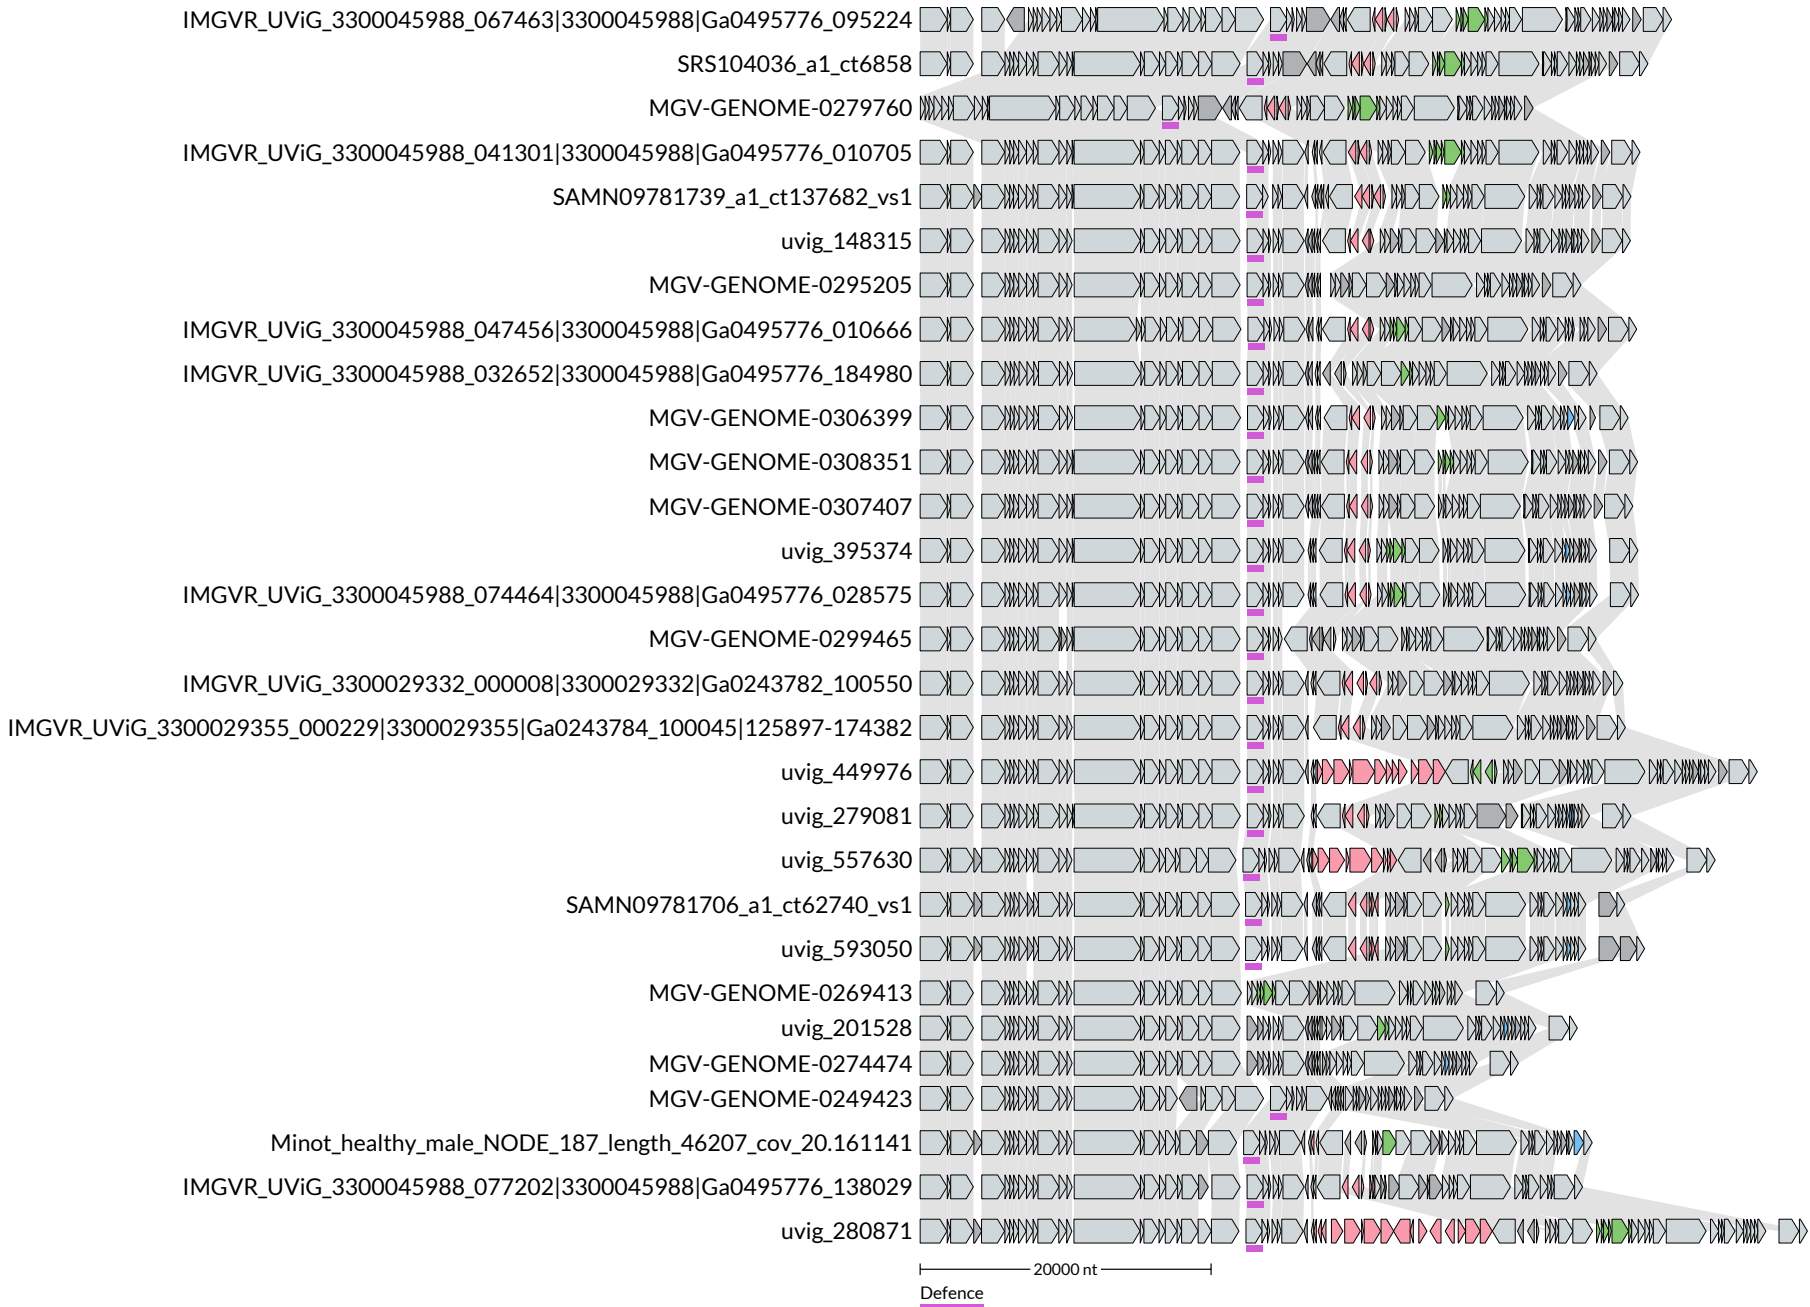 IMGVR_UViG_3300045988_067463|3300045988|Ga0495776_095224
SRS104036_a1_ct6858
MGV-GENOME-0279760
IMGVR_UViG_3300045988_041301|3300045988|Ga0495776_010705
SAMN09781739_a1_ct137682_vs1
uvig_148315
MGV-GENOME-0295205
IMGVR_UViG_3300045988_047456|3300045988|Ga0495776_010666
IMGVR_UViG_3300045988_032652|3300045988|Ga0495776_184980
MGV-GENOME-0306399
MGV-GENOME-0308351
MGV-GENOME-0307407
uvig_395374
IMGVR_UViG_3300045988_074464|3300045988|Ga0495776_028575
MGV-GENOME-0299465
IMGVR_UViG_3300029332_000008|3300029332|Ga0243782_100550
IMGVR_UViG_3300029355_000229|3300029355|Ga0243784_100045|125897-174382
uvig_449976
uvig_279081
uvig_557630
SAMN09781706_a1_ct62740_vs1
uvig_593050
MGV-GENOME-0269413
uvig_201528
MGV-GENOME-0274474
MGV-GENOME-0249423
Minot_healthy_male_NODE_187_length_46207_cov_20.161141
IMGVR_UViG_3300045988_077202|3300045988|Ga0495776_138029
uvig_280871
20000 nt
Defence